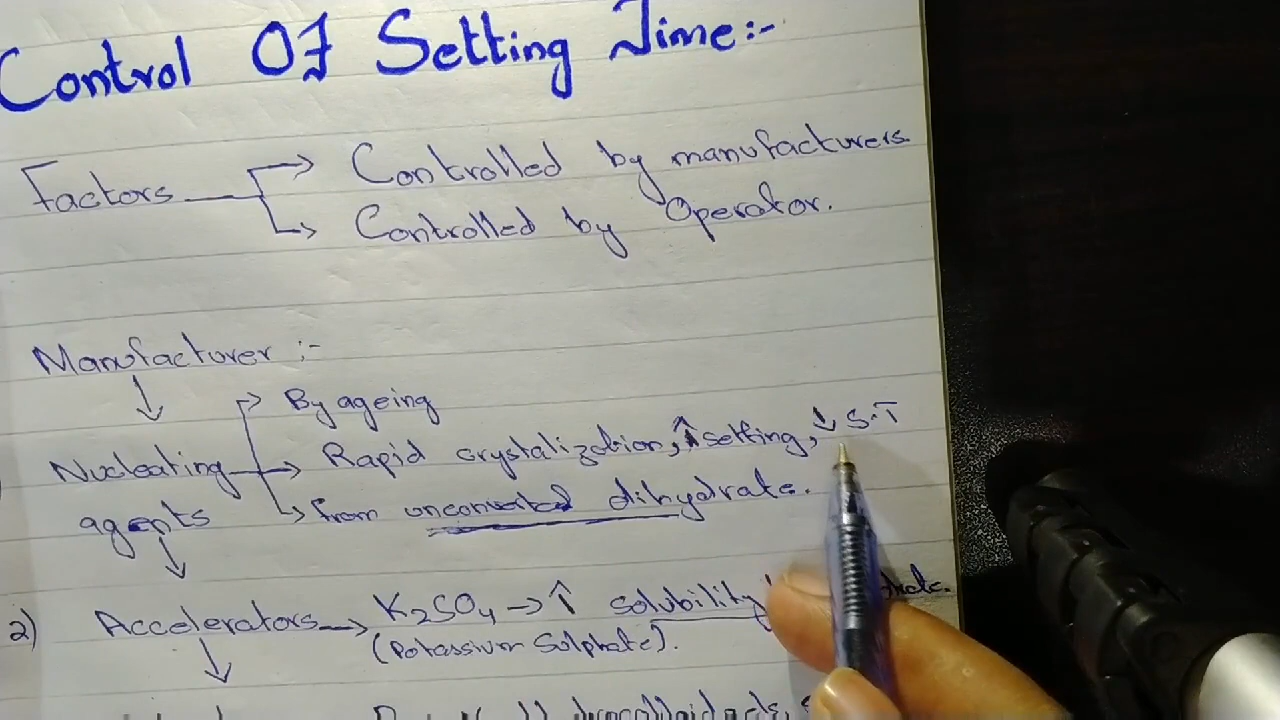 Control Of Setting Time:-
Factors → Controlled by manufacturers.
→ Controlled by Operator.
Manufacturer :-
↓ → By ageing
Nucleating → Rapid crystalization, ↑ setting, ↓ S.T
agents → from unconverted dihydrate.
↓
2) Accelerators → K₂SO₄ → ↑ solubility
(Potassium Sulphate).
↓